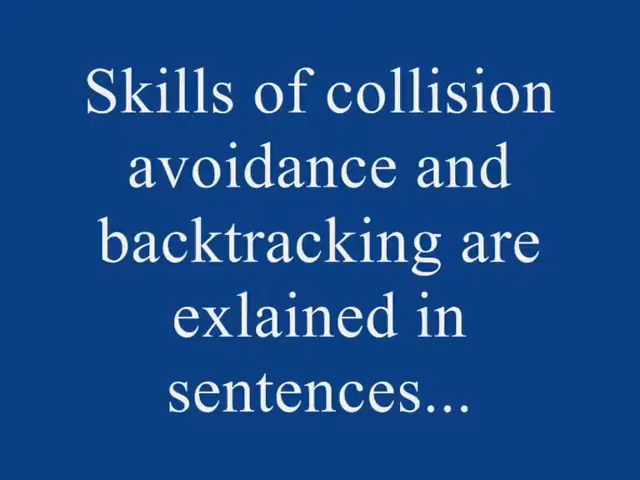 Skills of collision
avoidance and
backtracking are
exlained in
sentences...